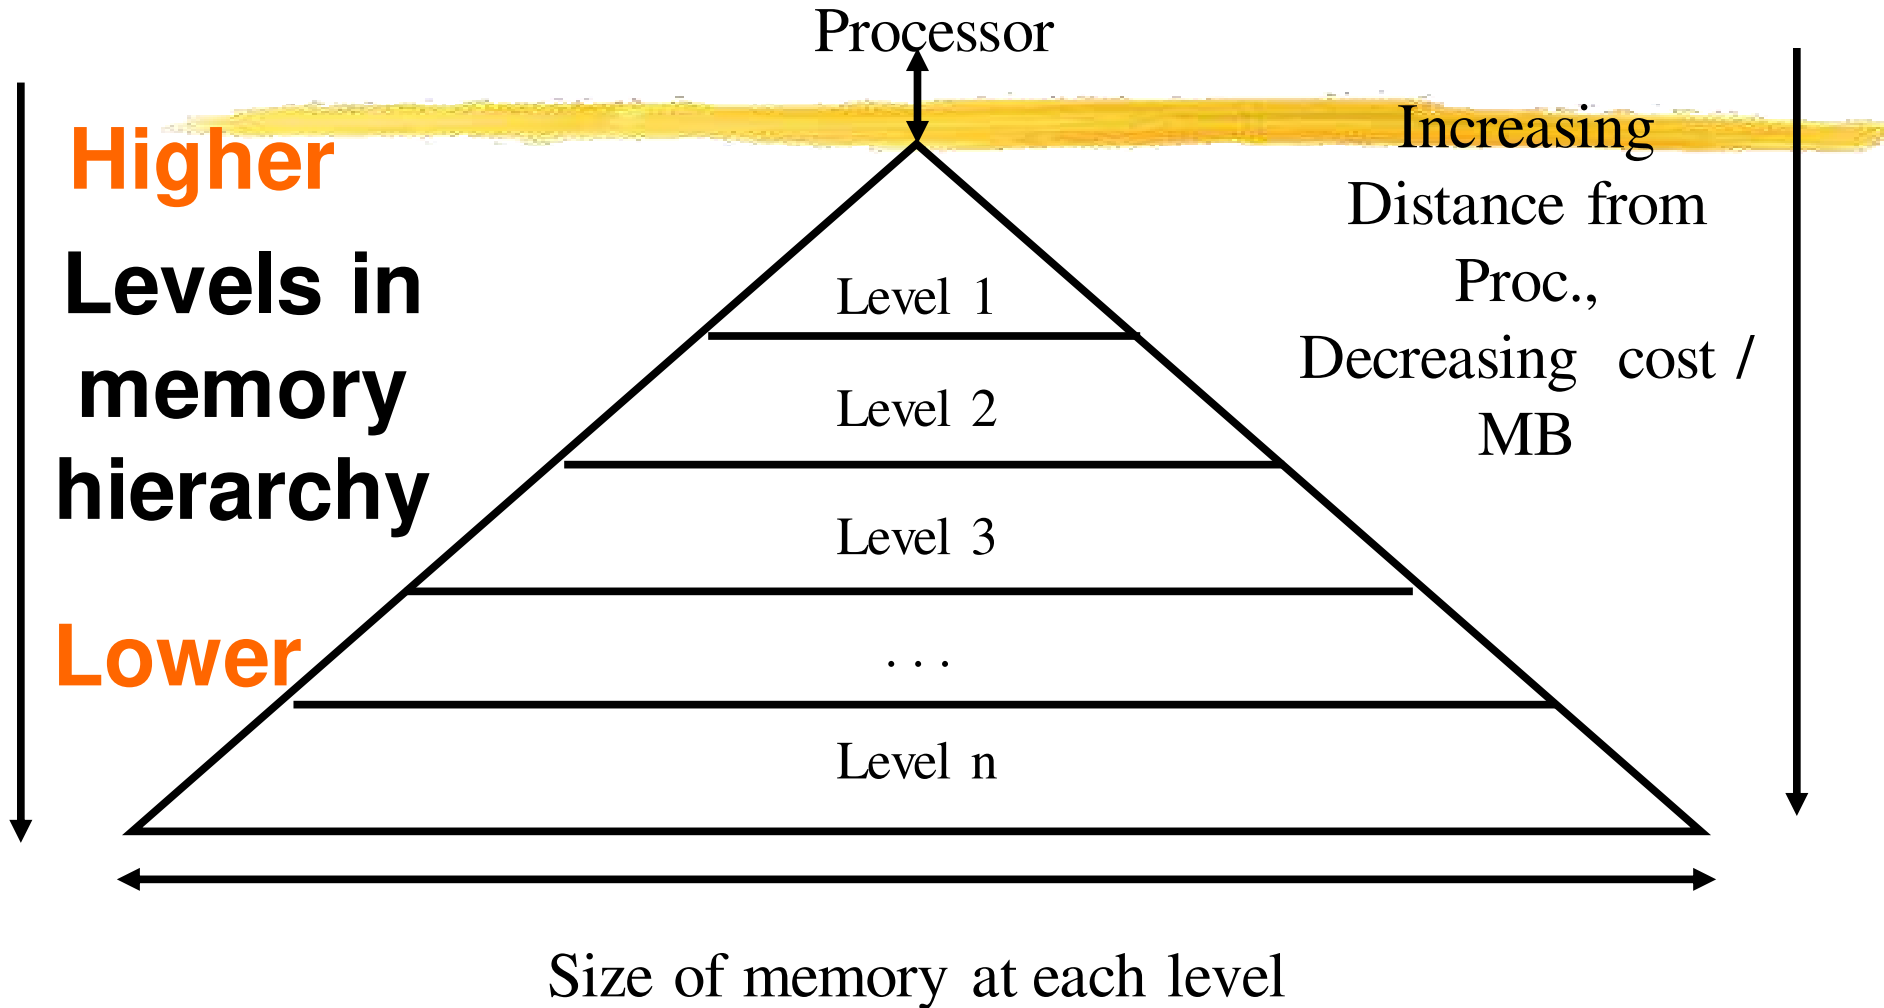 Processor
Higher
Levels in
memory
hierarchy
Lower
Increasing
Distance from
Proc.,
Decreasing cost /
MB
Level 1
Level 2
Level 3
. . .
Level n
Size of memory at each level